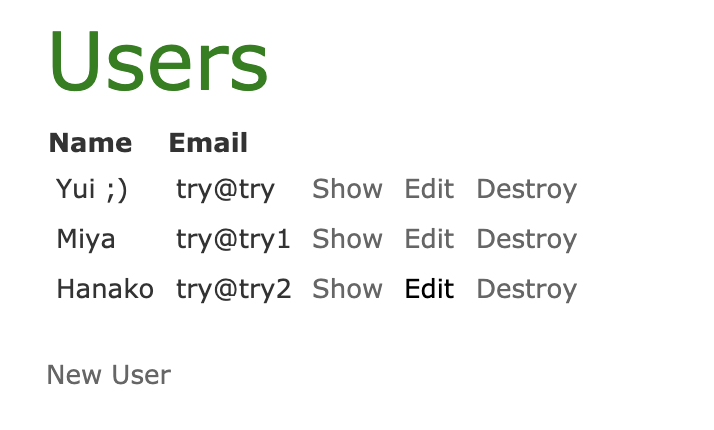 Users
Name Email
Yui ;) try@try Show Edit Destroy
Miya try@try1 Show Edit Destroy
Hanako try@try2 Show Edit Destroy
New User